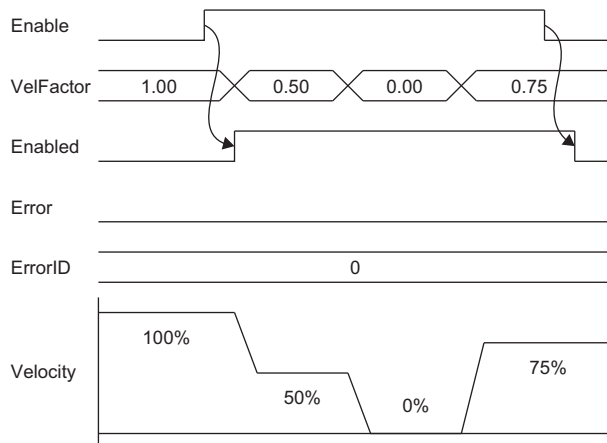 Enable
VelFactor 1.00 0.50 0.00 0.75
Enabled
Error
ErrorID 0
100%
Velocity 50% 0% 75%